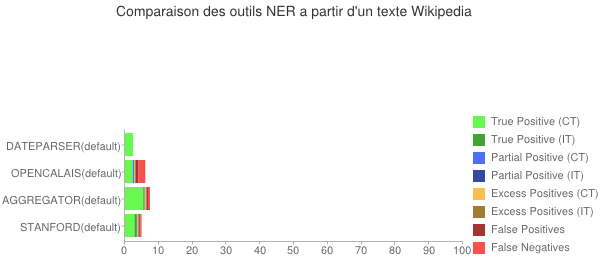 Comparaison des outils NER a partir d'un texte Wikipedia
DATEPARSER(default)
OPENCALAIS(default)
AGGREGATOR(default)
STANFORD(default)
0 10 20 30 40 50 60 70 80 90 100
True Positive (CT)
True Positive (IT)
Partial Positive (CT)
Partial Positive (IT)
Excess Positives (CT)
Excess Positives (IT)
False Positives
False Negatives